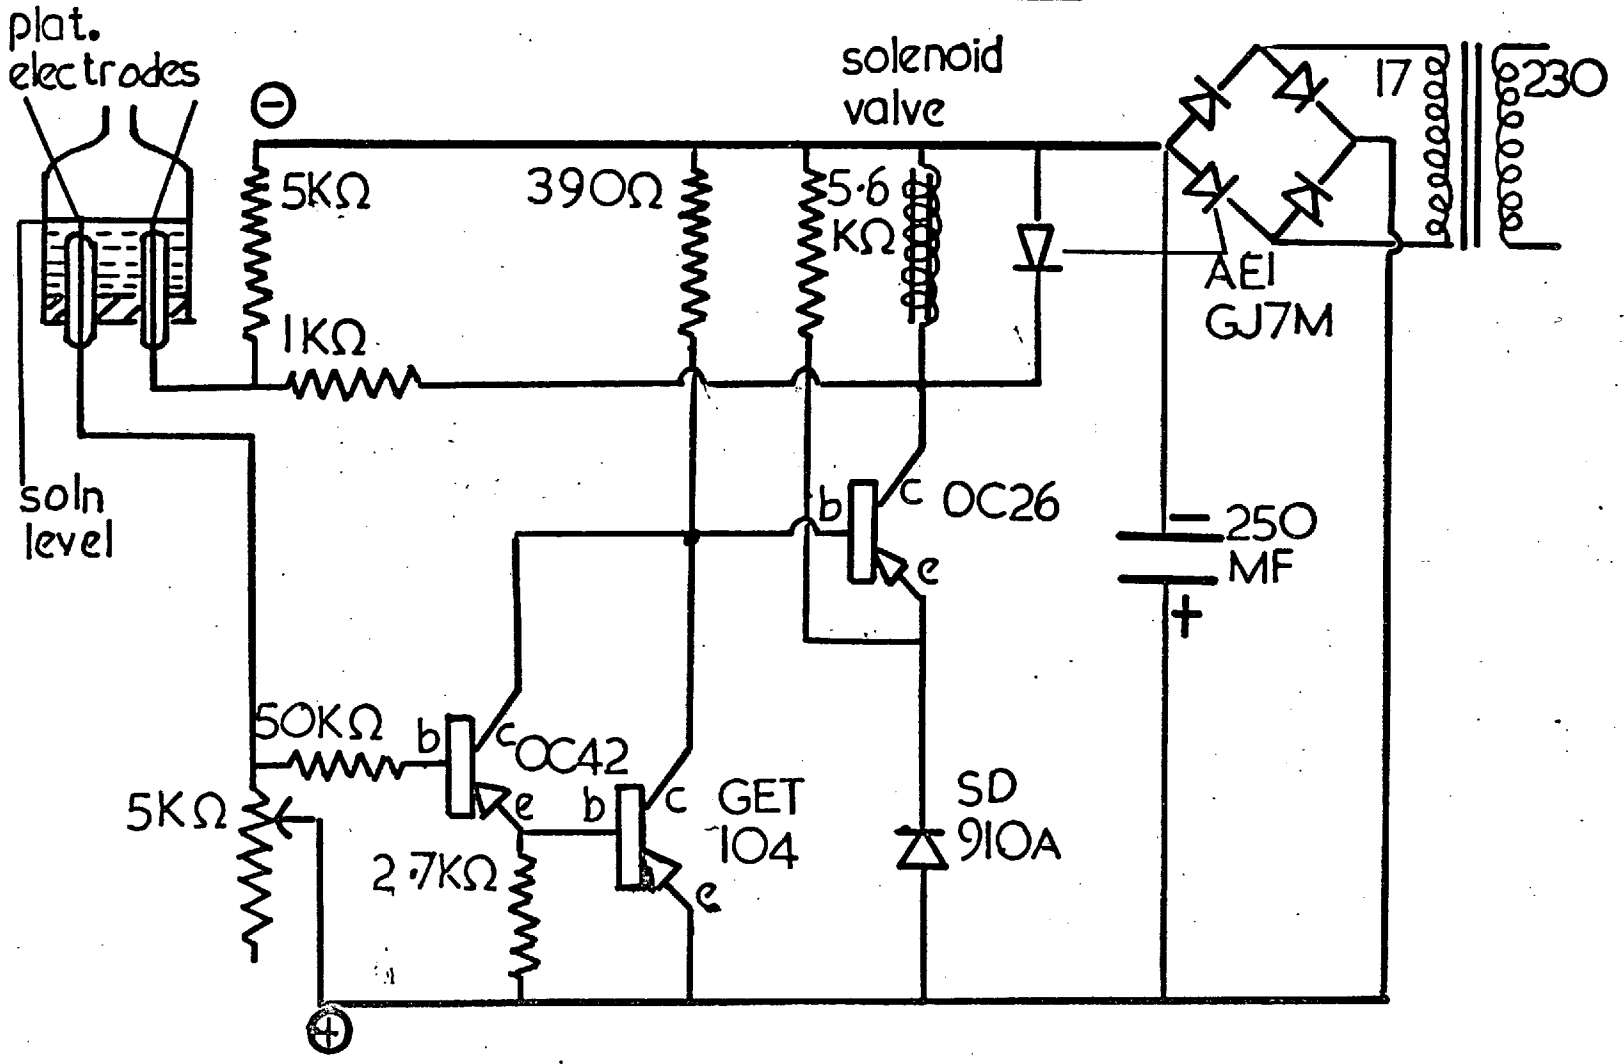 plat.
electrodes
⊖
solenoid
valve
17
230
5KΩ
390Ω
5.6
KΩ
1KΩ
AEI
GJ7M
soln
level
b
c
OC26
e
−
250
MF
+
50KΩ
b
c
OC42
e
5KΩ
2.7KΩ
b
c
GET
104
e
SD
910A
⊕